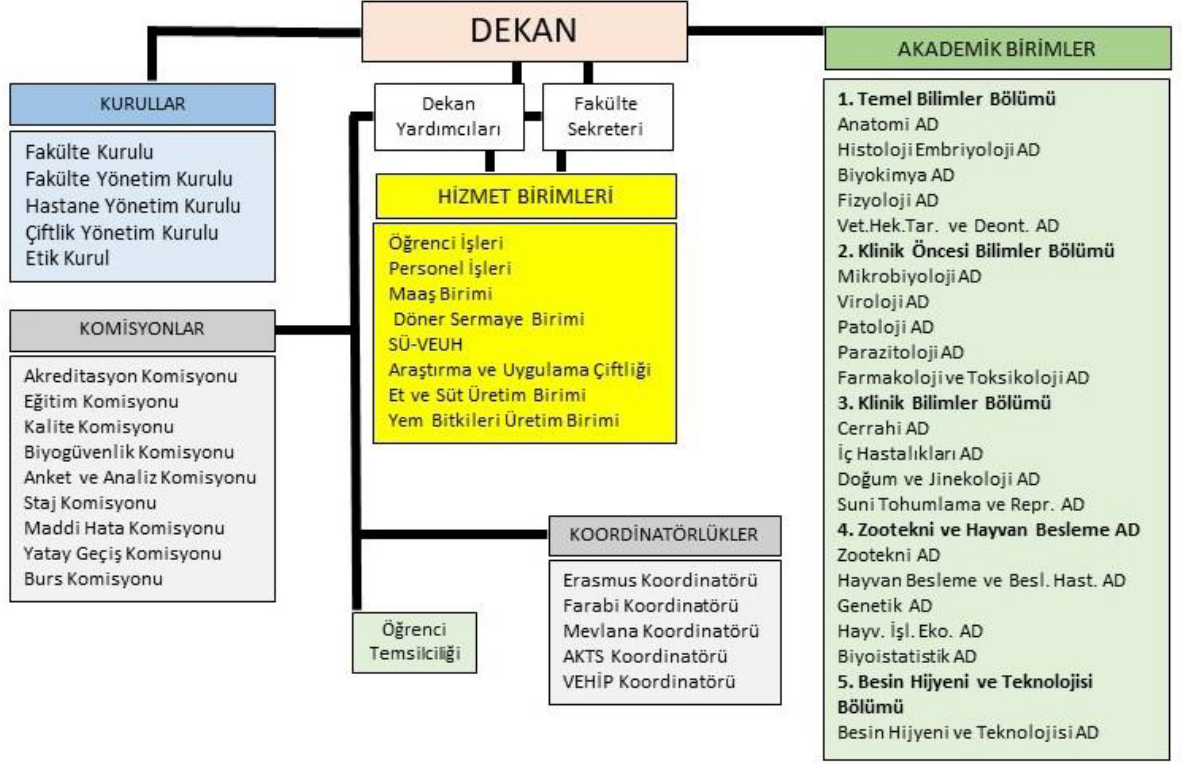 DEKAN
KURULLAR
Fakülte Kurulu
Fakülte Yönetim Kurulu
Hastane Yönetim Kurulu
Çiftlik Yönetim Kurulu
Etik Kurul
KOMİSYONLAR
Akreditasyon Komisyonu
Eğitim Komisyonu
Kalite Komisyonu
Biyogüvenlik Komisyonu
Anket ve Analiz Komisyonu
Staj Komisyonu
Maddi Hata Komisyonu
Yatay Geçiş Komisyonu
Burs Komisyonu
Dekan
Yardımcıları
Fakülte
Sekreteri
HİZMET BİRİMLERİ
Öğrenci İşleri
Personel İşleri
Maaş Birimi
Döner Sermaye Birimi
SÜ-VEUH
Araştırma ve Uygulama Çiftliği
Et ve Süt Üretim Birimi
Yem Bitkileri Üretim Birimi
KOORDİNATÖRLÜKLER
Erasmus Koordinatörü
Farabi Koordinatörü
Mevlana Koordinatörü
AKTS Koordinatörü
VEHİP Koordinatörü
Öğrenci
Temsilciliği
AKADEMİK BİRİMLER
1. Temel Bilimler Bölümü
Anatomi AD
Histoloji Embriyoloji AD
Biyokimya AD
Fizyoloji AD
Vet.Hek.Tar. ve Deont. AD
2. Klinik Öncesi Bilimler Bölümü
Mikrobiyoloji AD
Viroloji AD
Patoloji AD
Parazitoloji AD
Farmakoloji ve Toksikoloji AD
3. Klinik Bilimler Bölümü
Cerrahi AD
İç Hastalıkları AD
Doğum ve Jinekoloji AD
Suni Tohumlama ve Repr. AD
4. Zootekni ve Hayvan Besleme AD
Zootekni AD
Hayvan Besleme ve Besl. Hast. AD
Genetik AD
Hayv. İşl. Eko. AD
Biyoistatistik AD
5. Besin Hijyeni ve Teknolojisi
Bölümü
Besin Hijyeni ve Teknolojisi AD